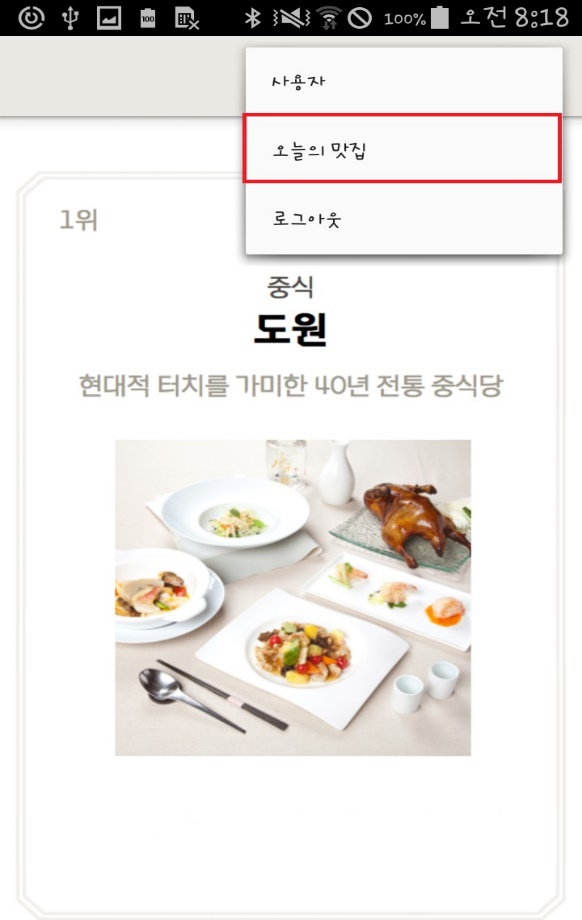 100
100%
오전 8:18
사용자
오늘의 맛집
로그아웃
1위
중식
도원
현대적 터치를 가미한 40년 전통 중식당